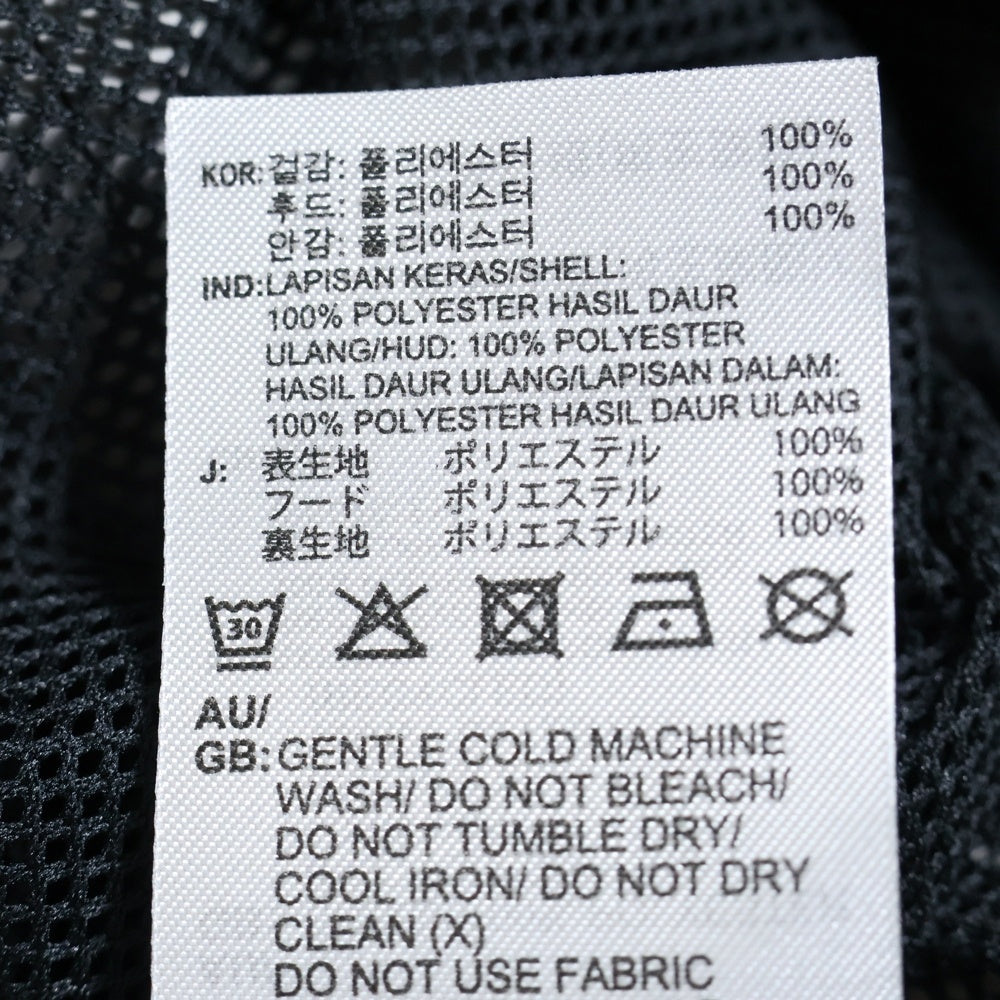 KOR: 겉감: 폴리에스터 100%
후드: 폴리에스터 100%
안감: 폴리에스터 100%
IND: LAPISAN KERAS/SHELL:
100% POLYESTER HASIL DAUR
ULANG/HUD: 100% POLYESTER
HASIL DAUR ULANG/LAPISAN DALAM:
100% POLYESTER HASIL DAUR ULANG
J: 表生地 ポリエステル 100%
フード ポリエステル 100%
裏生地 ポリエステル 100%
30
AU/
GB: GENTLE COLD MACHINE
WASH/ DO NOT BLEACH/
DO NOT TUMBLE DRY/
COOL IRON/ DO NOT DRY
CLEAN (X)
DO NOT USE FABRIC